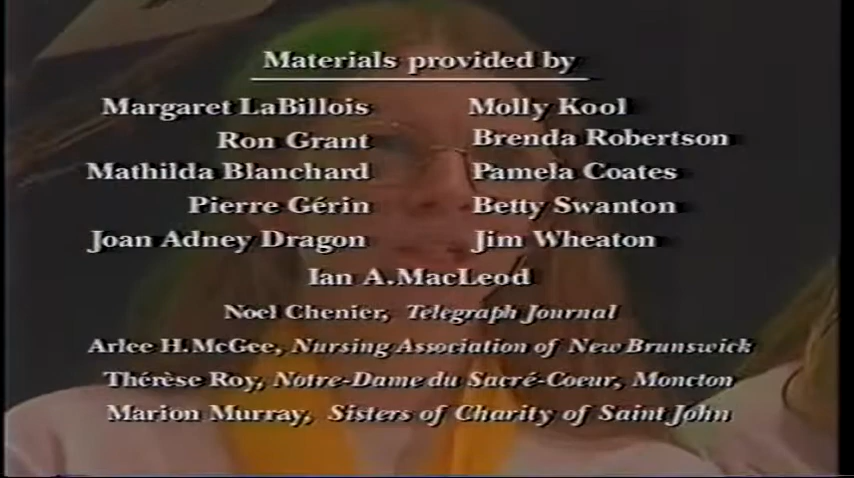 Materials provided by
Margaret LaBillois Molly Kool
Ron Grant Brenda Robertson
Mathilda Blanchard Pamela Coates
Pierre Gérin Betty Swanton
Joan Adney Dragon Jim Wheaton
Ian A.MacLeod
Noel Chenier, Telegraph Journal
Arlee H.McGee, Nursing Association of New Brunswick
Thérèse Roy, Notre-Dame du Sacré-Coeur, Moncton
Marion Murray, Sisters of Charity of Saint John